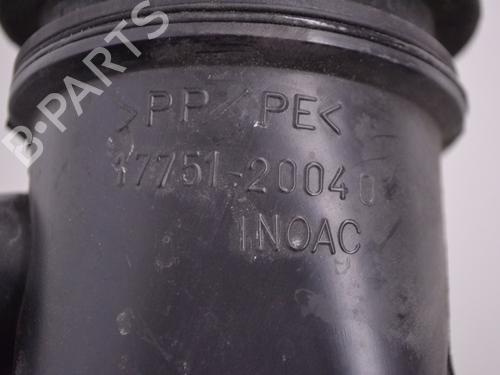 >PP/PE<
17751-20040
INOAC
B-PARTS